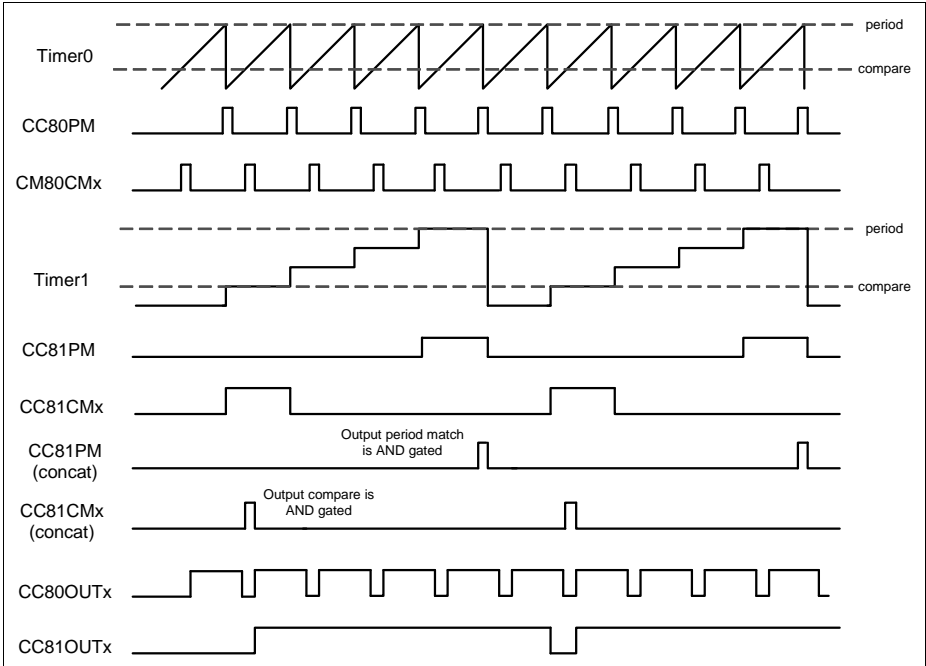 period
Timer0
compare
CC80PM
CM80CMx
period
Timer1
compare
CC81PM
CC81CMx
Output period match
is AND gated
CC81PM
(concat)
Output compare is
AND gated
CC81CMx
(concat)
CC80OUTx
CC81OUTx